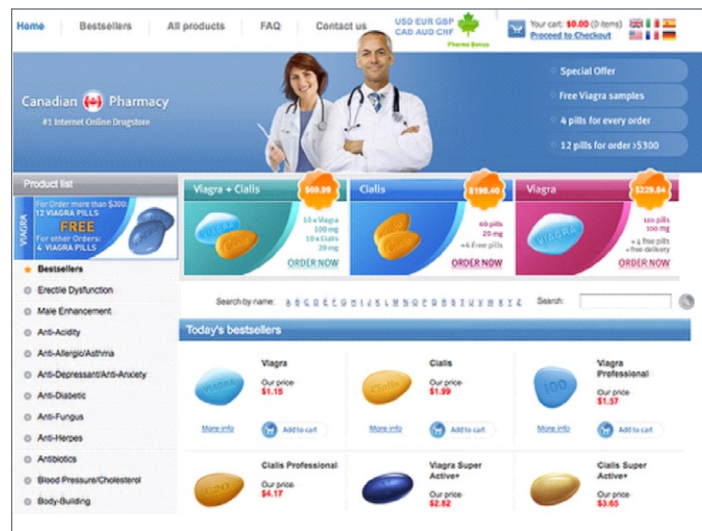 Home Bestsellers All products FAQ Contact us
USD EUR GBP
CAD AUD CHF
Pharma Bonus
Your cart: $0.00 (0 items)
Proceed to Checkout
Canadian Pharmacy
#1 Internet Online Drugstore
Special Offer
Free Viagra samples
4 pills for every order
12 pills for order >$300
Product list
VIAGRA
For Order more than $300:
12 VIAGRA PILLS
FREE
For other Orders:
4 VIAGRA PILLS
Bestsellers
Erectile Dysfunction
Male Enhancement
Anti-Acidity
Anti-Allergic/Asthma
Anti-Depressant/Anti-Anxiety
Anti-Diabetic
Anti-Fungus
Anti-Herpes
Antibiotics
Blood Pressure/Cholesterol
Body-Building
Viagra + Cialis
$69.99
VIAGRA
10 x Viagra
100 mg
10 x Cialis
20 mg
ORDER NOW
Cialis
$198.40
60 pills
20 mg
+4 free pills
ORDER NOW
Viagra
$229.84
VIAGRA
110 pills
100 mg
+ 4 free pills
+free delivery
ORDER NOW
Search by name: A B C D E F G H I J K L M N O P Q R S T U V W X Y Z Search:
Today's bestsellers
VIAGRA
Viagra
Our price
$1.15
More info Add to cart
Cialis
Cialis
Our price
$1.99
More info Add to cart
100
Viagra
Professional
Our price
$1.57
More info Add to cart
C20
Cialis Professional
Our price
$4.17
Viagra Super
Active+
Our price
$2.82
Cialis Super
Active+
Our price
$3.65